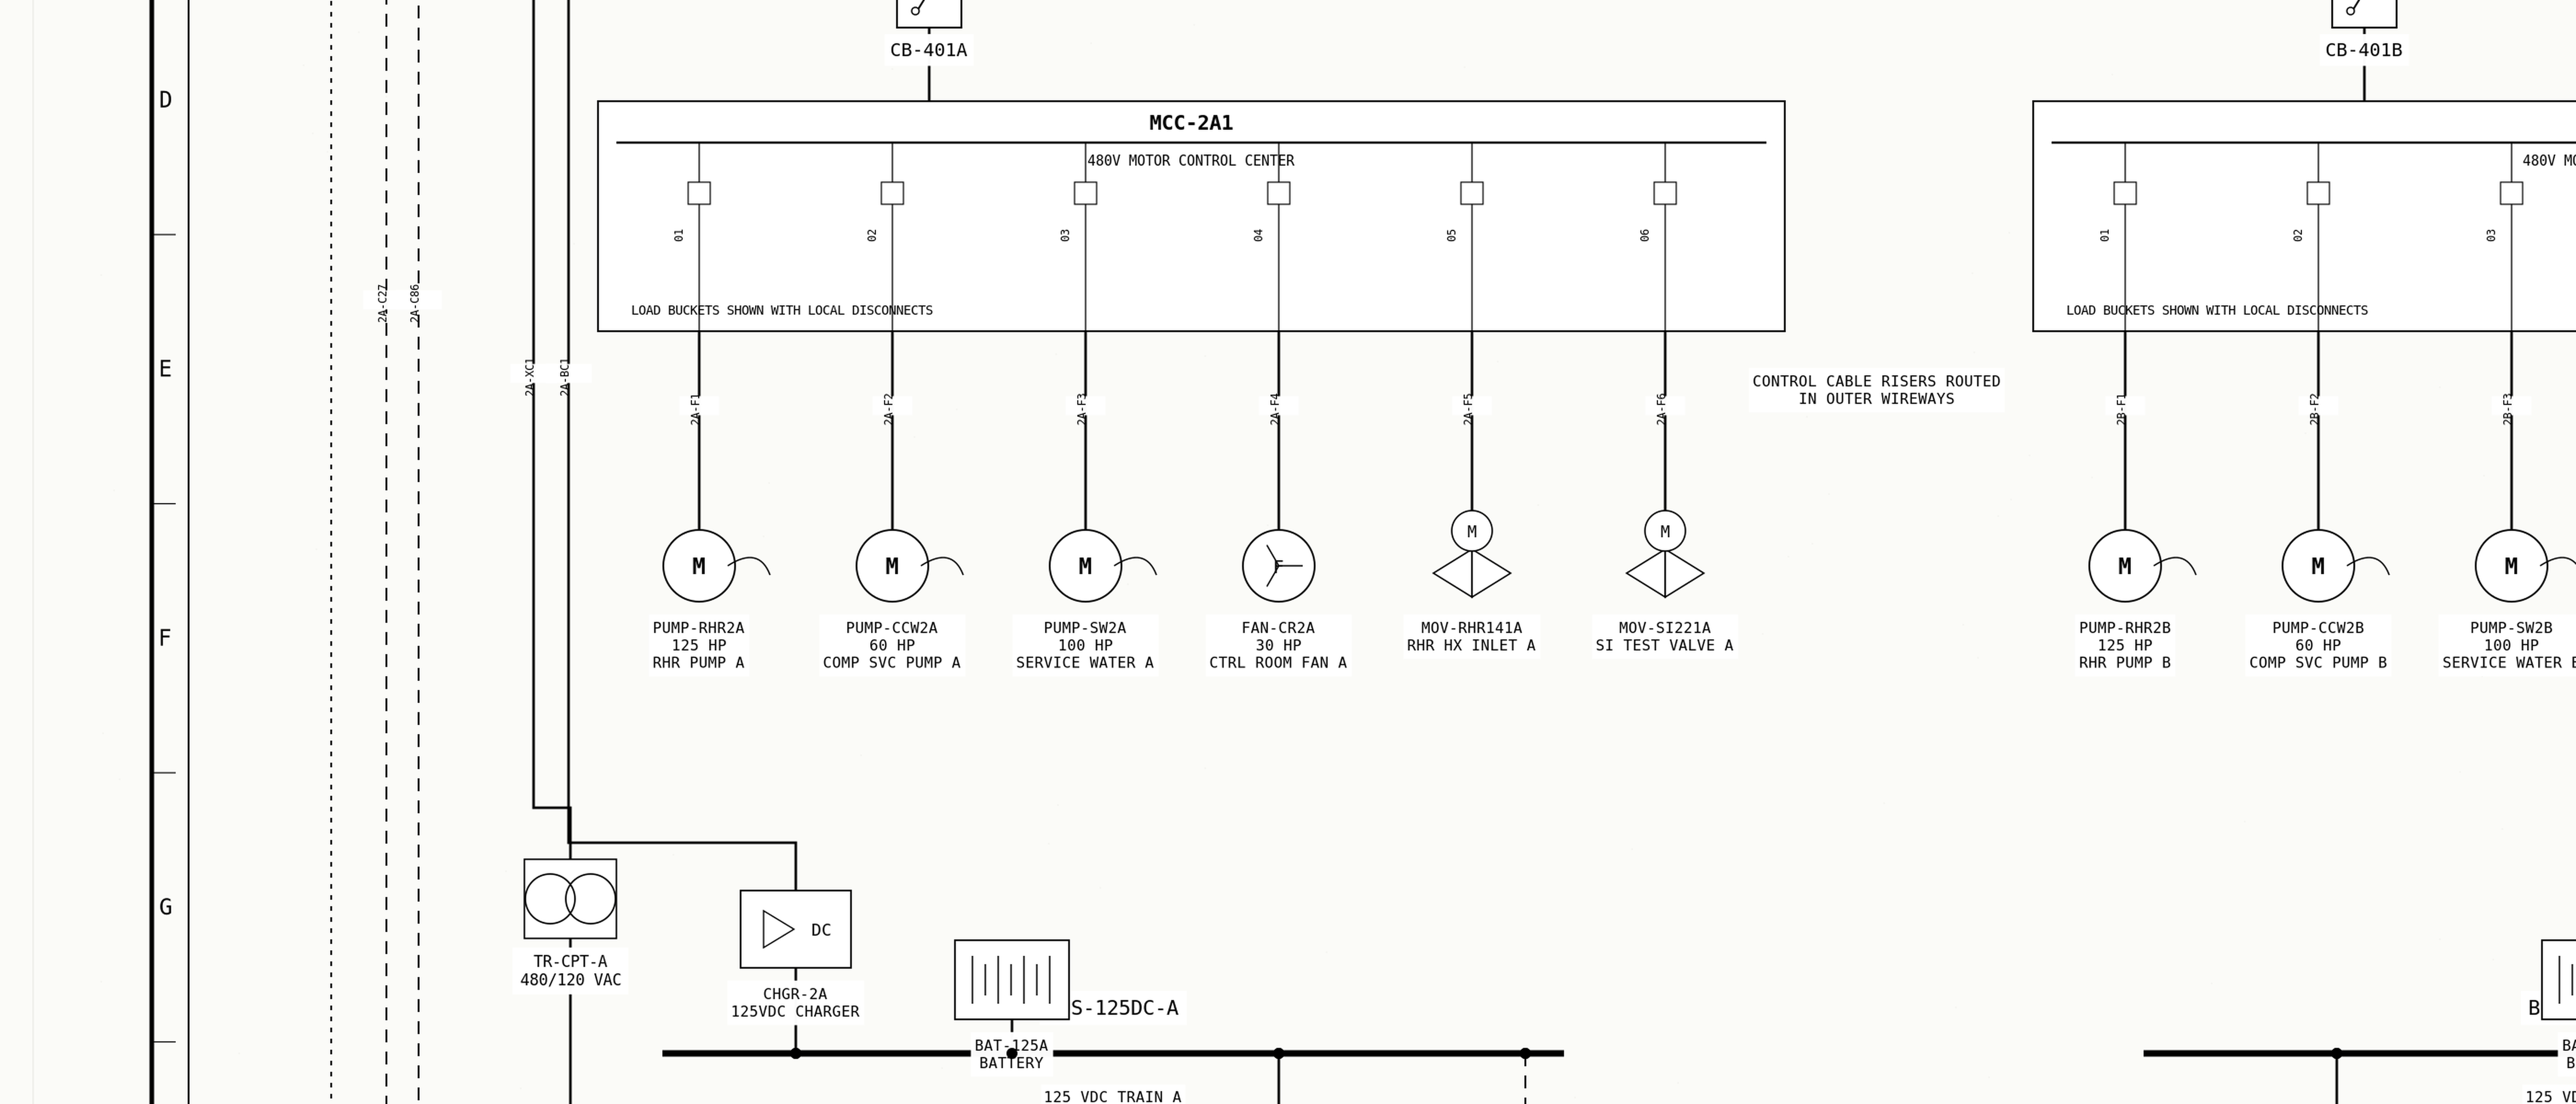 CB-401A
CB-401B
D
MCC-2A1
480V MOTOR CONTROL CENTER
480V
01
02
03
04
05
06
01
02
03
LOAD BUCKETS SHOWN WITH LOCAL DISCONNECTS
LOAD BUCKETS SHOWN WITH LOCAL DISCONNECTS
2A-C27
2A-C86
E
2A-XC1
2A-BC1
CONTROL CABLE RISERS ROUTED
IN OUTER WIREWAYS
2A-F1
2A-F2
2A-F3
2A-F4
2A-F5
2A-F6
2B-F1
2B-F2
2B-F3
M
M
M
F
M
M
M
M
M
F
PUMP-RHR2A
125 HP
RHR PUMP A
PUMP-CCW2A
60 HP
COMP SVC PUMP A
PUMP-SW2A
100 HP
SERVICE WATER A
FAN-CR2A
30 HP
CTRL ROOM FAN A
MOV-RHR141A
RHR HX INLET A
MOV-SI221A
SI TEST VALVE A
PUMP-RHR2B
125 HP
RHR PUMP B
PUMP-CCW2B
60 HP
COMP SVC PUMP B
PUMP-SW2B
100 HP
SERVICE WATER
G
TR-CPT-A
480/120 VAC
DC
CHGR-2A
125VDC CHARGER
S-125DC-A
B
BAT-125A
BATTERY
BA
B
125 VDC TRAIN A
125